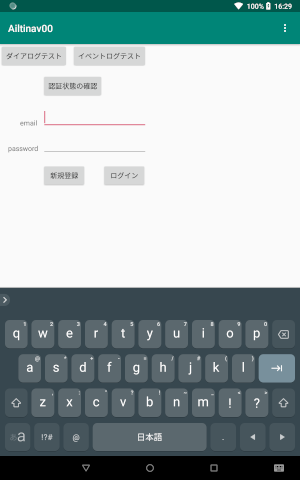 100% 16:29
Ailtinav00
ダイアログテスト イベントログテスト
認証状態の確認
email
password
新規登録 ログイン
1 2 3 4 5 6 7 8 9 0
q w e r t y u i o p
a s d f g h j k l
z x c v b n m ! ?
あa !?# @ 日本語 .